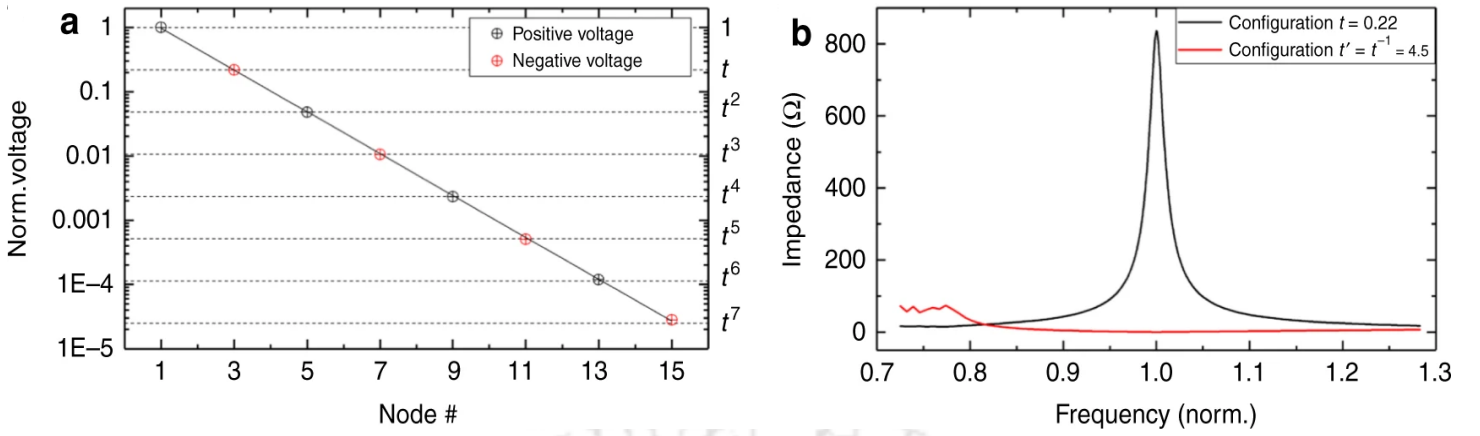 a
Norm.voltage
1
0.1
0.01
0.001
1E−4
1E−5
Positive voltage
Negative voltage
1
t
t²
t³
t⁴
t⁵
t⁶
t⁷
1 3 5 7 9 11 13 15
Node #
b
Impedance (Ω)
800
600
400
200
0
Configuration t = 0.22
Configuration t′ = t⁻¹ = 4.5
0.7 0.8 0.9 1.0 1.1 1.2 1.3
Frequency (norm.)